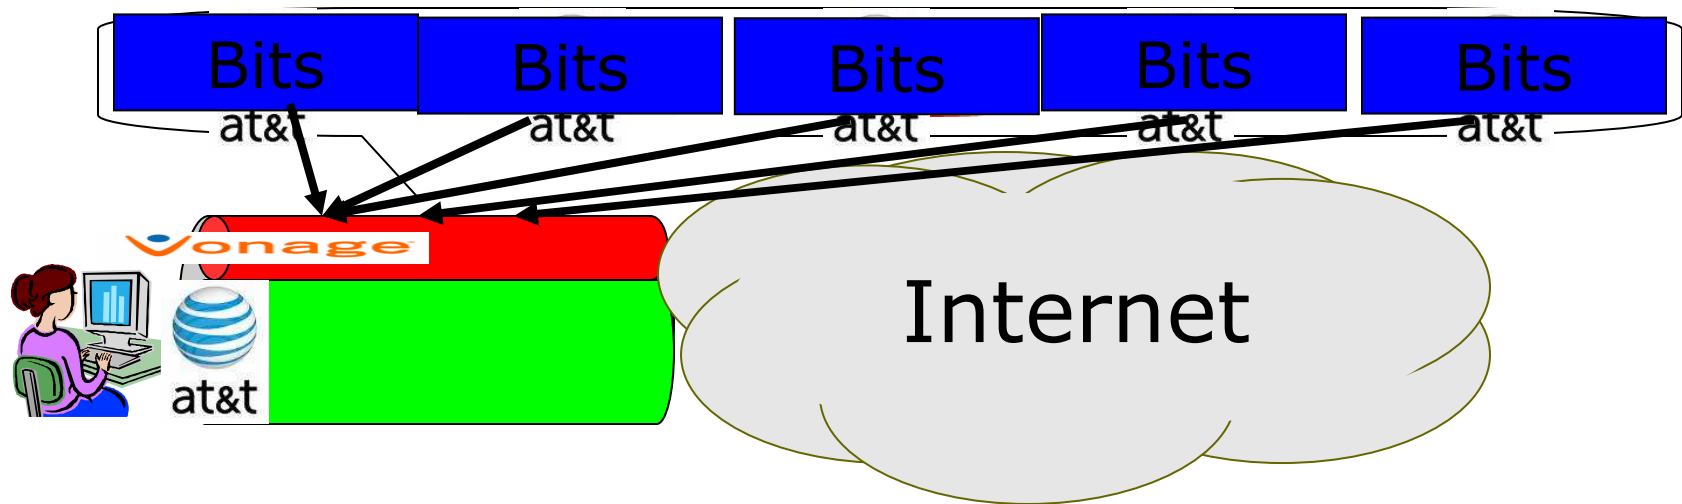 Bits Bits Bits Bits Bits
at&t at&t at&t at&t at&t
vonage
Internet
at&t